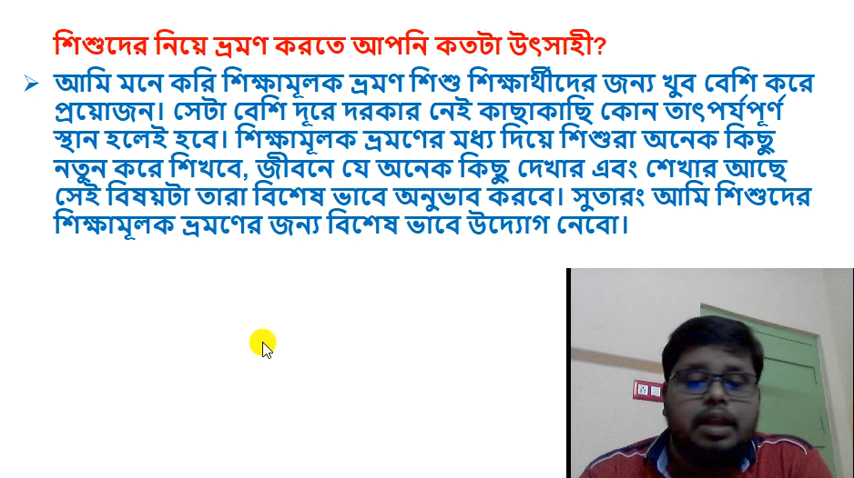 শিশুদের নিয়ে ভ্রমণ করতে আপনি কতটা উৎসাহী?
আমি মনে করি শিক্ষামূলক ভ্রমণ শিশু শিক্ষার্থীদের জন্য খুব বেশি করে
প্রয়োজন। সেটা বেশি দূরে দরকার নেই কাছাকাছি কোন তাৎপর্যপূর্ণ
স্থান হলেই হবে। শিক্ষামূলক ভ্রমণের মধ্য দিয়ে শিশুরা অনেক কিছু
নতুন করে শিখবে, জীবনে যে অনেক কিছু দেখার এবং শেখার আছে
সেই বিষয়টা তারা বিশেষ ভাবে অনুভাব করবে। সুতারং আমি শিশুদের
শিক্ষামূলক ভ্রমণের জন্য বিশেষ ভাবে উদ্যোগ নেবো।